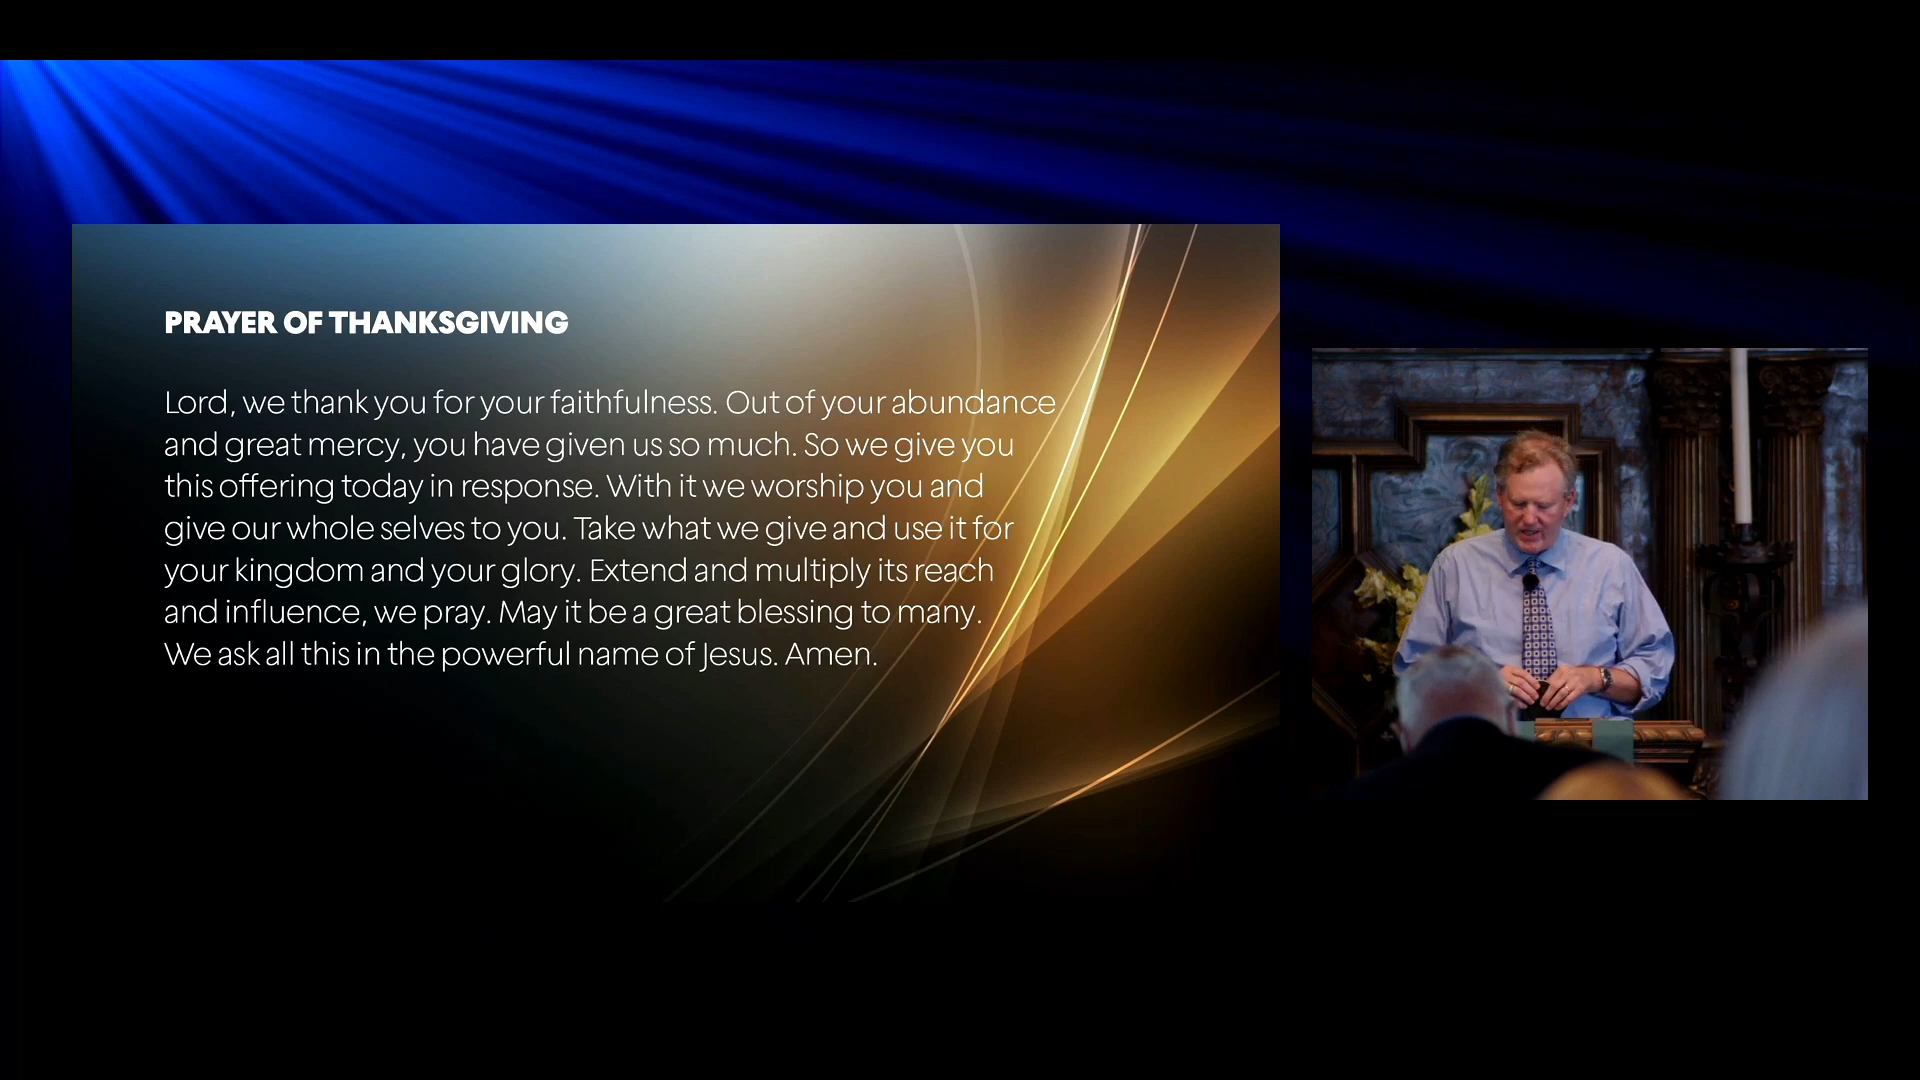 PRAYER OF THANKSGIVING
Lord, we thank you for your faithfulness. Out of your abundance
and great mercy, you have given us so much. So we give you
this offering today in response. With it we worship you and
give our whole selves to you. Take what we give and use it for
your kingdom and your glory. Extend and multiply its reach
and influence, we pray. May it be a great blessing to many.
We ask all this in the powerful name of Jesus. Amen.